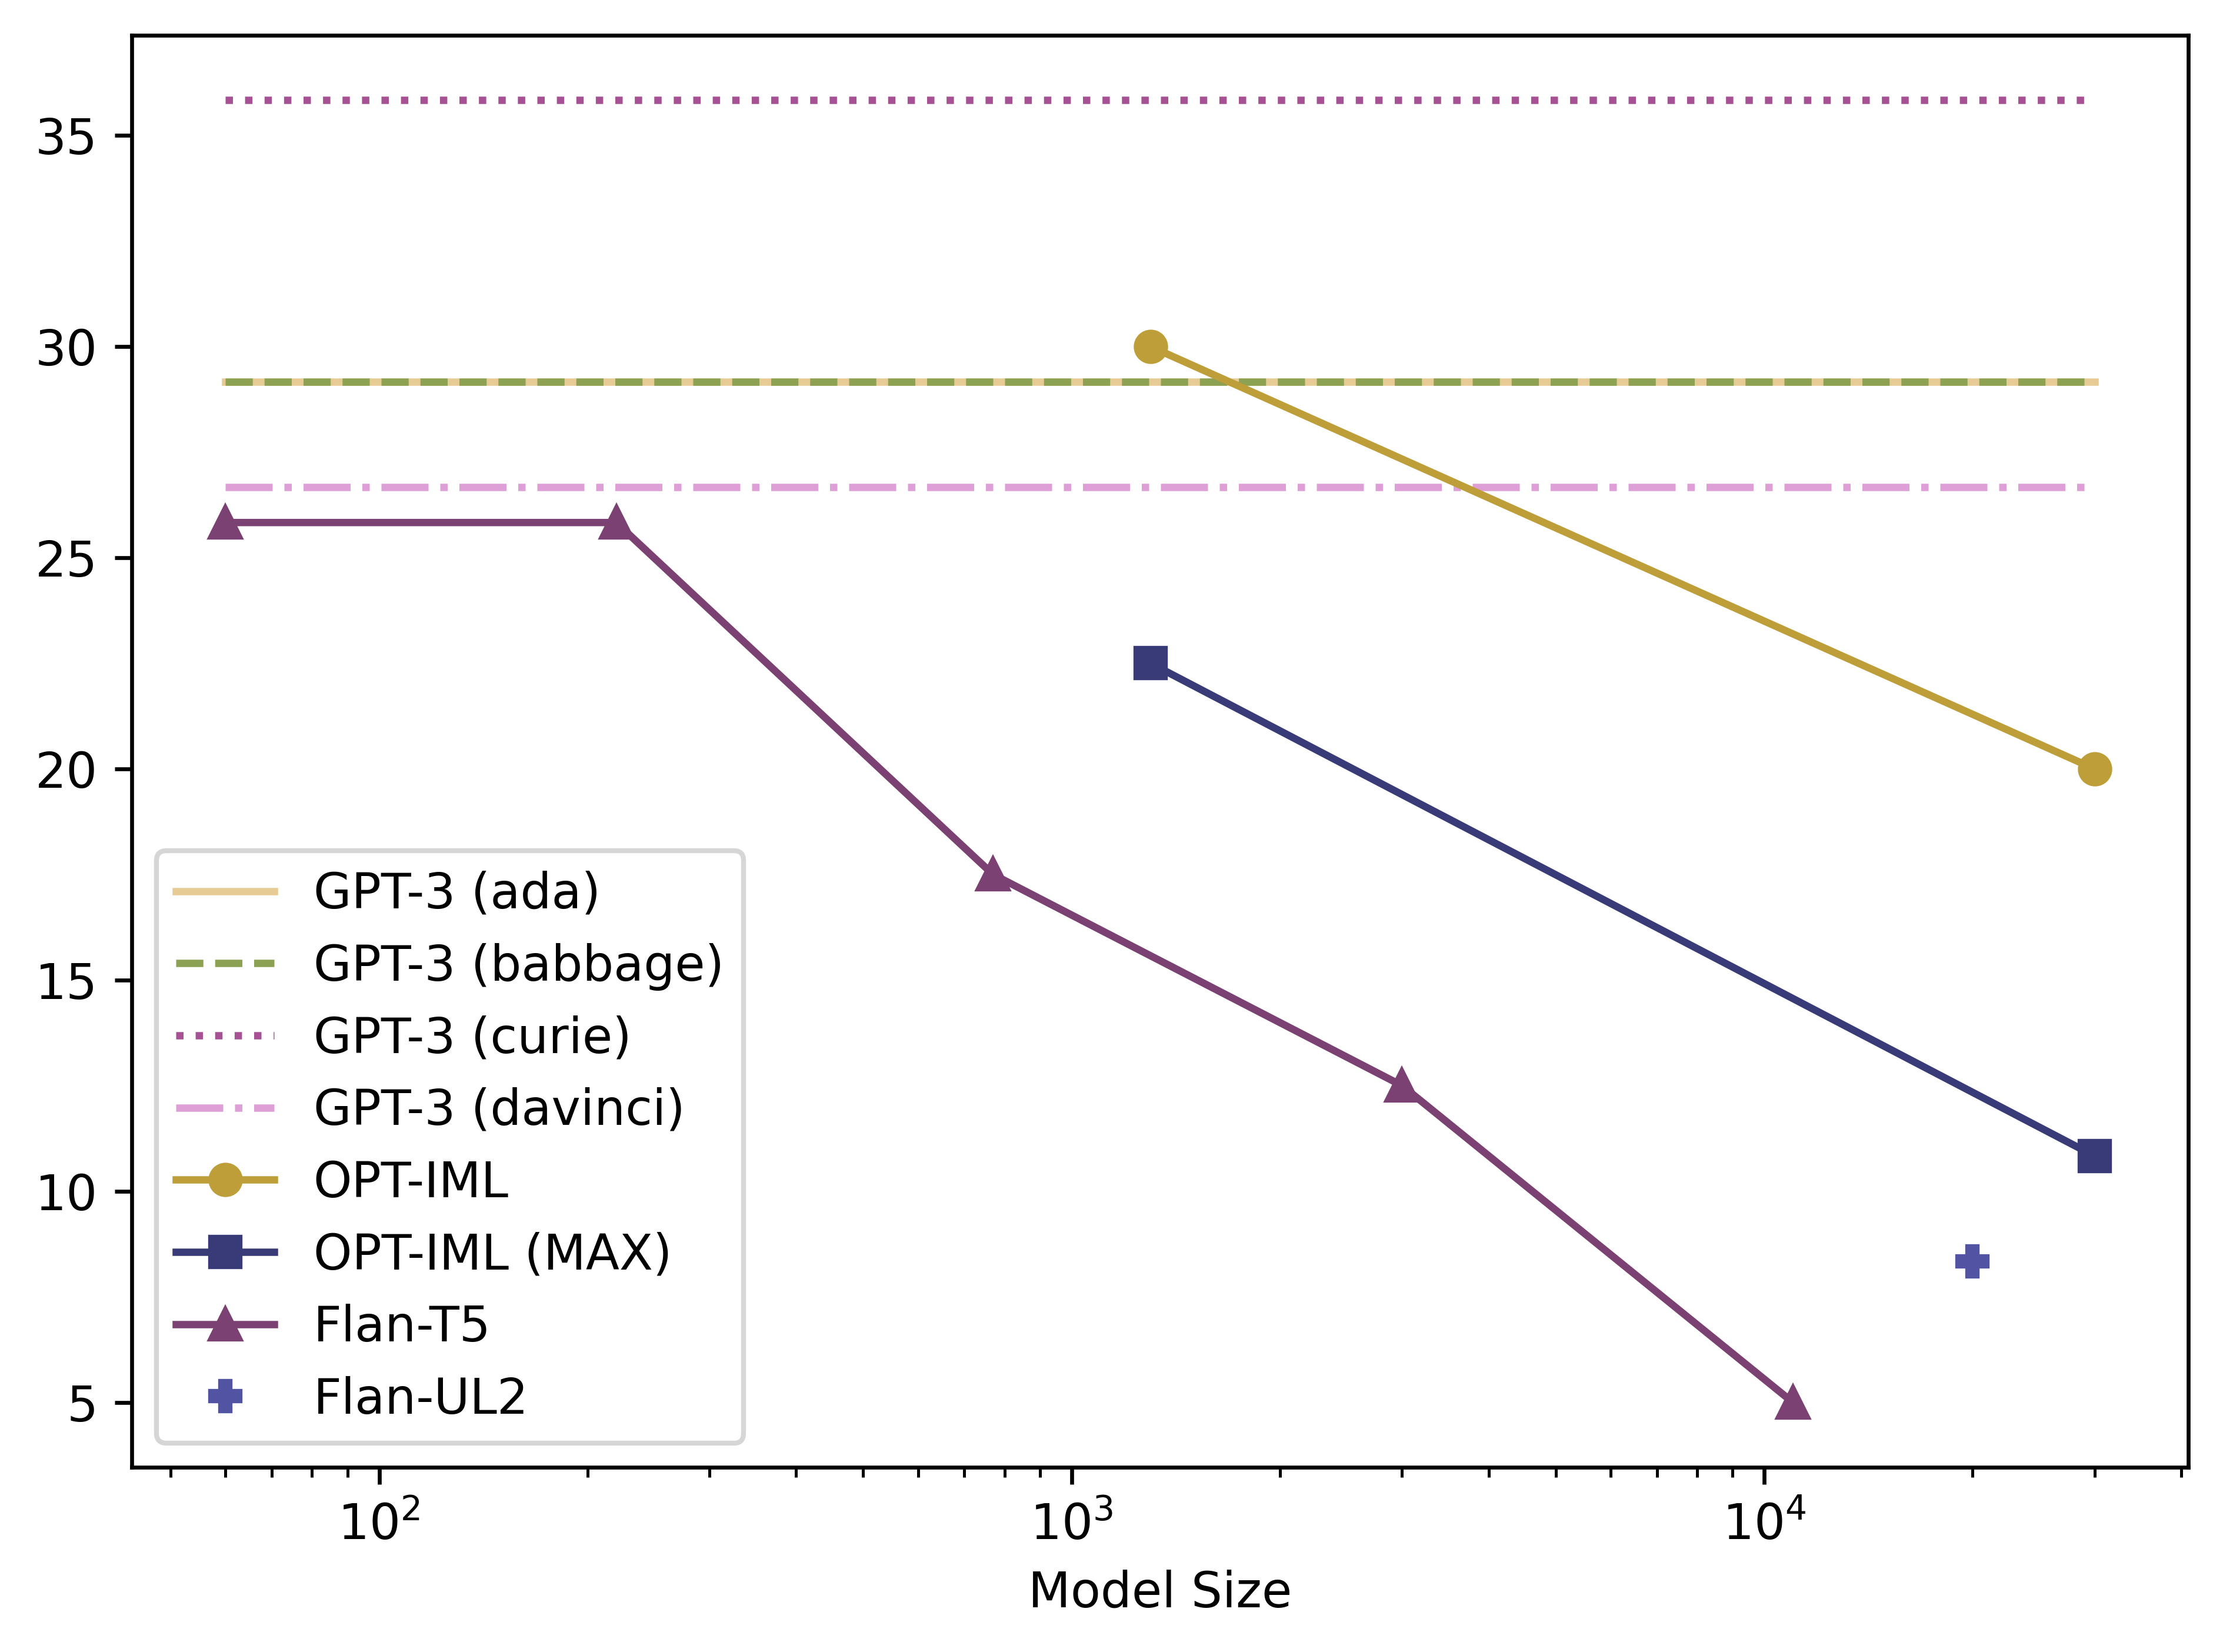 35
30
25
20
15
10
5
GPT-3 (ada)
GPT-3 (babbage)
GPT-3 (curie)
GPT-3 (davinci)
OPT-IML
OPT-IML (MAX)
Flan-T5
Flan-UL2
10² 10³ 10⁴
Model Size